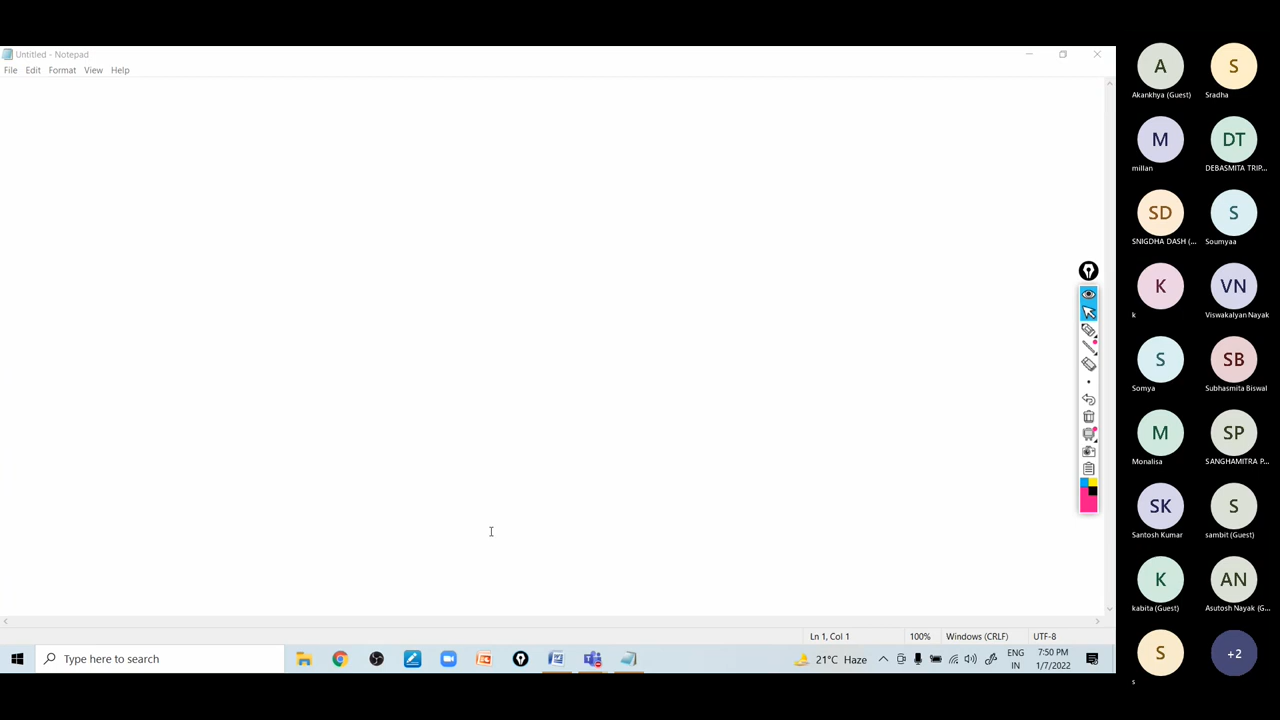 Untitled - Notepad
File Edit Format View Help
A S
Akankhya (Guest) Sradha
M DT
millan DEBASMITA TRIP...
SD S
SNIGDHA DASH (... Soumyaa
K VN
k Viswakalyan Nayak
S SB
Somya Subhasmita Biswal
M SP
Monalisa SANGHAMITRA P...
SK S
Santosh Kumar sambit (Guest)
K AN
kabita (Guest) Asutosh Nayak (G...
S +2
s
Ln 1, Col 1 100% Windows (CRLF) UTF-8
Type here to search 21°C Haze ENG 7:50 PM
IN 1/7/2022